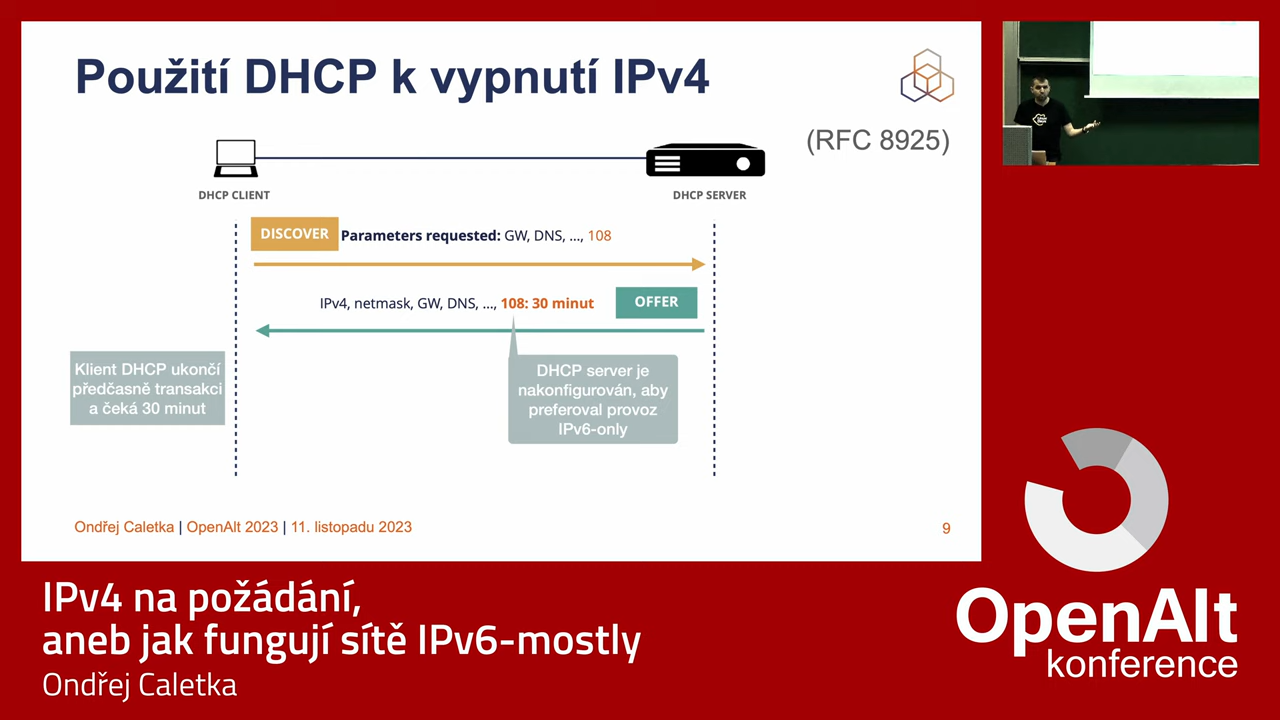 Použití DHCP k vypnutí IPv4
(RFC 8925)
DHCP CLIENT
DHCP SERVER
DISCOVER Parameters requested: GW, DNS, ..., 108
IPv4, netmask, GW, DNS, ..., 108: 30 minut OFFER
Klient DHCP ukončí
předčasně transakci
a čeká 30 minut
DHCP server je
nakonfigurován, aby
preferoval provoz
IPv6-only
Ondřej Caletka | OpenAlt 2023 | 11. listopadu 2023
9
IPv4 na požádání,
aneb jak fungují sítě IPv6-mostly
Ondřej Caletka
OpenAlt
konference